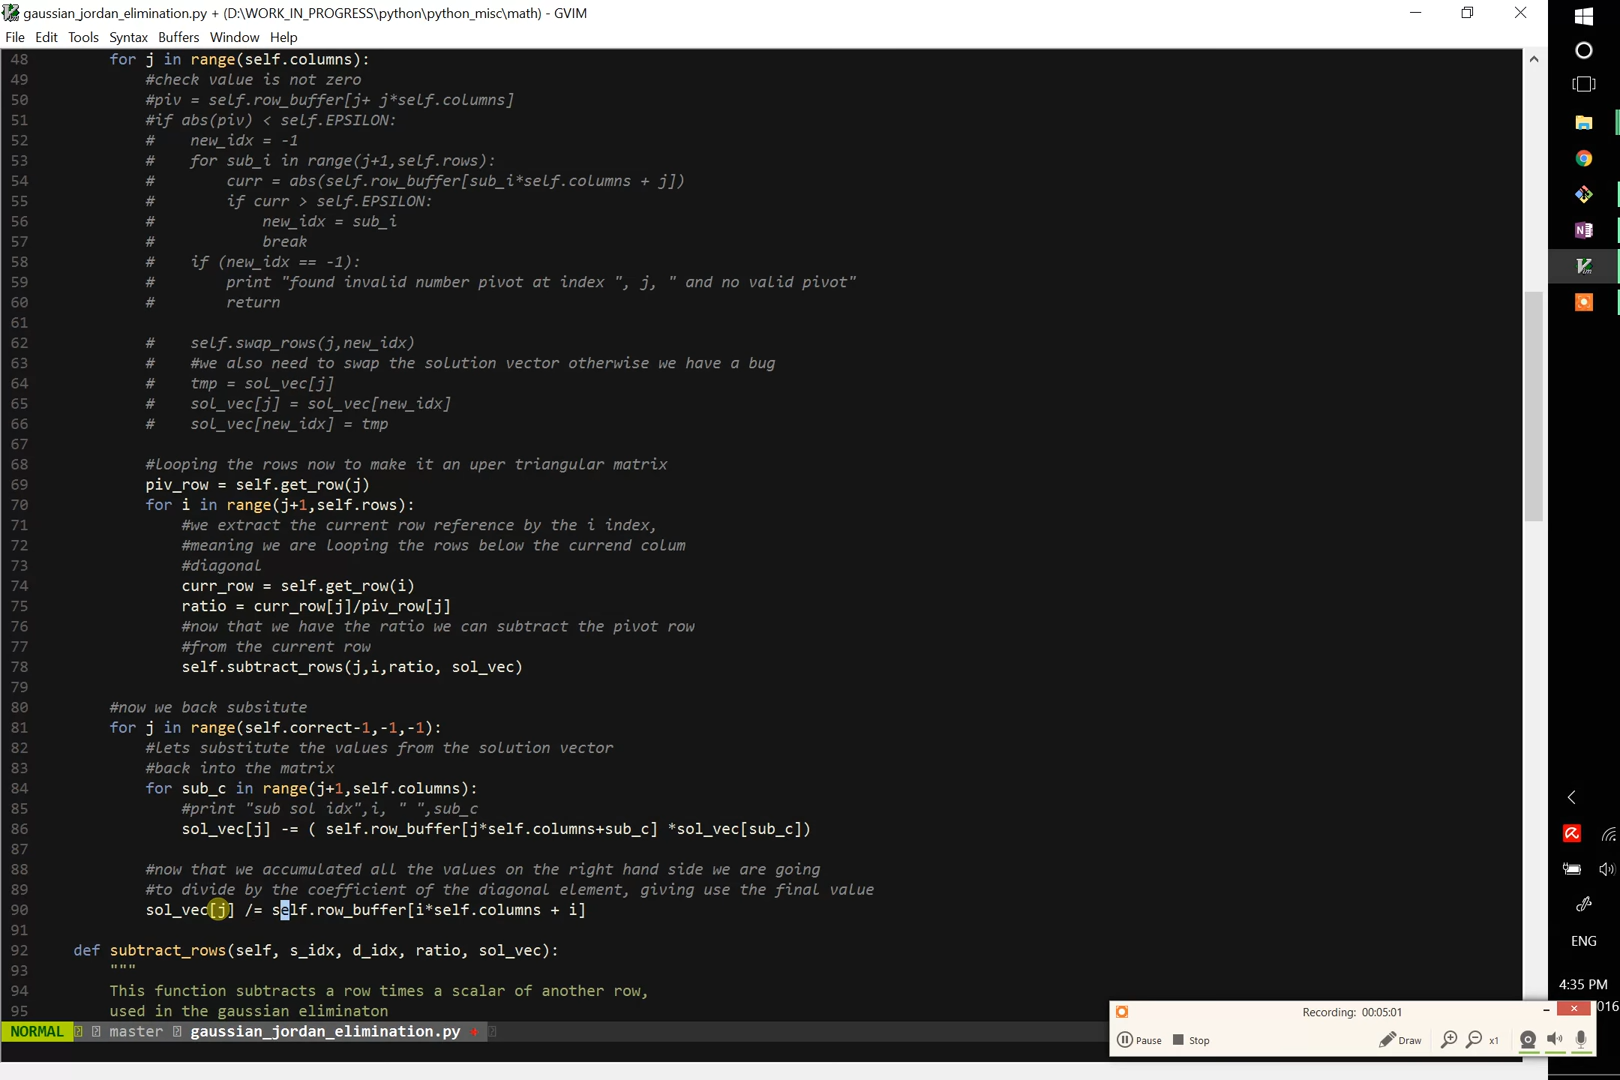 gaussian_jordan_elimination.py + (D:\WORK_IN_PROGRESS\python\python_misc\math) - GVIM
File Edit Tools Syntax Buffers Window Help
48 for j in range(self.columns):
49 #check value is not zero
50 #piv = self.row_buffer[j+ j*self.columns]
51 #if abs(piv) < self.EPSILON:
52 # new_idx = -1
53 # for sub_i in range(j+1,self.rows):
54 # curr = abs(self.row_buffer[sub_i*self.columns + j])
55 # if curr > self.EPSILON:
56 # new_idx = sub_i
57 # break
58 # if (new_idx == -1):
59 # print "found invalid number pivot at index ", j, " and no valid pivot"
60 # return
61
62 # self.swap_rows(j,new_idx)
63 # #we also need to swap the solution vector otherwise we have a bug
64 # tmp = sol_vec[j]
65 # sol_vec[j] = sol_vec[new_idx]
66 # sol_vec[new_idx] = tmp
67
68 #looping the rows now to make it an uper triangular matrix
69 piv_row = self.get_row(j)
70 for i in range(j+1,self.rows):
71 #we extract the current row reference by the i index,
72 #meaning we are looping the rows below the currend colum
73 #diagonal
74 curr_row = self.get_row(i)
75 ratio = curr_row[j]/piv_row[j]
76 #now that we have the ratio we can subtract the pivot row
77 #from the current row
78 self.subtract_rows(j,i,ratio, sol_vec)
79
80 #now we back subsitute
81 for j in range(self.correct-1,-1,-1):
82 #lets substitute the values from the solution vector
83 #back into the matrix
84 for sub_c in range(j+1,self.columns):
85 #print "sub sol idx",i, " ",sub_c
86 sol_vec[j] -= ( self.row_buffer[j*self.columns+sub_c] *sol_vec[sub_c])
87
88 #now that we accumulated all the values on the right hand side we are going
89 #to divide by the coefficient of the diagonal element, giving use the final value
90 sol_vec[j] /= self.row_buffer[i*self.columns + i]
91
92 def subtract_rows(self, s_idx, d_idx, ratio, sol_vec):
93 """
94 This function subtracts a row times a scalar of another row,
95 used in the gaussian eliminaton
NORMAL master gaussian_jordan_elimination.py +
ENG
4:35 PM
016
Recording: 00:05:01
Pause Stop Draw x1